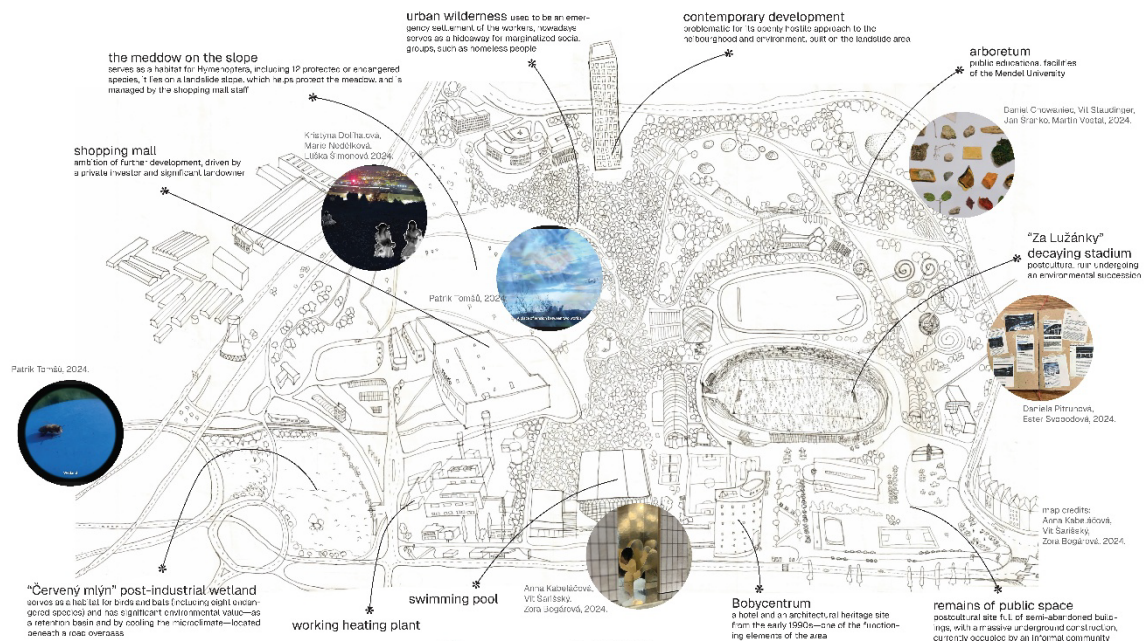 urban wilderness used to be an emer-
gency settlement of the workers, nowadays
serves as a hideaway for marginalized social
groups, such as homeless people
contemporary development
problematic for its openly hostile approach to the
neibourghood and environment, built on the landslide area
the meddow on the slope
serves as a habitat for Hymenoptera, including 12 protected or endangered
species, it lies on a landslide slope, which helps protect the meadow, and is
managed by the shopping mall staff
arboretum
public educational facilities
of the Mendel University
Daniel Chowaniec, Vít Staudinger,
Jan Sranko, Martin Vostal, 2024.
Kristyna Dolihalová,
Marie Nedělková,
Eliška Šimonová 2024.
shopping mall
ambition of further development, driven by
a private investor and significant landowner
"Za Lužánky"
decaying stadium
postcultural ruin undergoing
an environmental succession
Patrik Tomšů, 2024
Patrik Tomšů, 2024.
Daniela Pitrunová,
Ester Svobodová, 2024.
map credits:
Anna Kabeláčová,
Vít Šarišský,
Zora Bogárová, 2024.
"Červený mlýn" post-industrial wetland
serves as a habitat for birds and bats (including eight endan-
gered species) and has significant environmental value—as
a retention basin and by cooling the microclimate—located
beneath a road overpass
working heating plant
swimming pool
Anna Kabeláčová,
Vít Šarišský,
Zora Bogárová, 2024.
Bobycentrum
a hotel and an architectural heritage site
from the early 1990s—one of the function-
ing elements of the area
remains of public space
postcultural site full of semi-abandoned build-
ings, with a massive underground construction,
currently occupied by an informal community